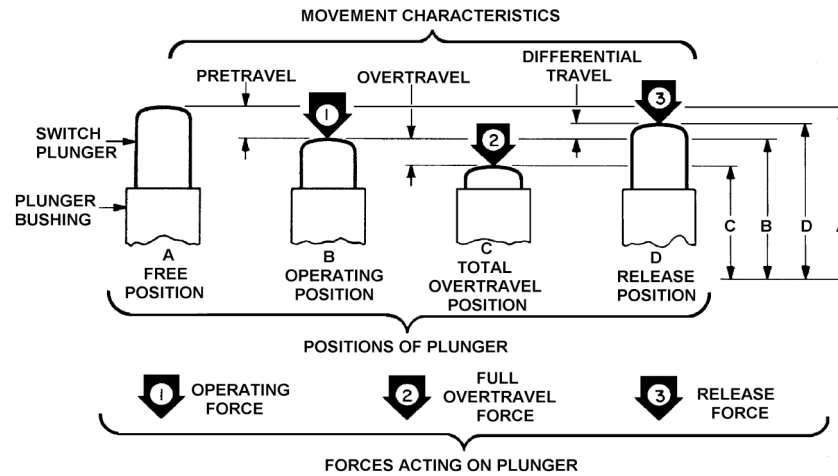 MOVEMENT CHARACTERISTICS
PRETRAVEL
OVERTRAVEL
DIFFERENTIAL
TRAVEL
1
2
3
SWITCH
PLUNGER
PLUNGER
BUSHING
A
FREE
POSITION
B
OPERATING
POSITION
C
TOTAL
OVERTRAVEL
POSITION
D
RELEASE
POSITION
C
B
D
POSITIONS OF PLUNGER
1
OPERATING
FORCE
2
FULL
OVERTRAVEL
FORCE
3
RELEASE
FORCE
FORCES ACTING ON PLUNGER